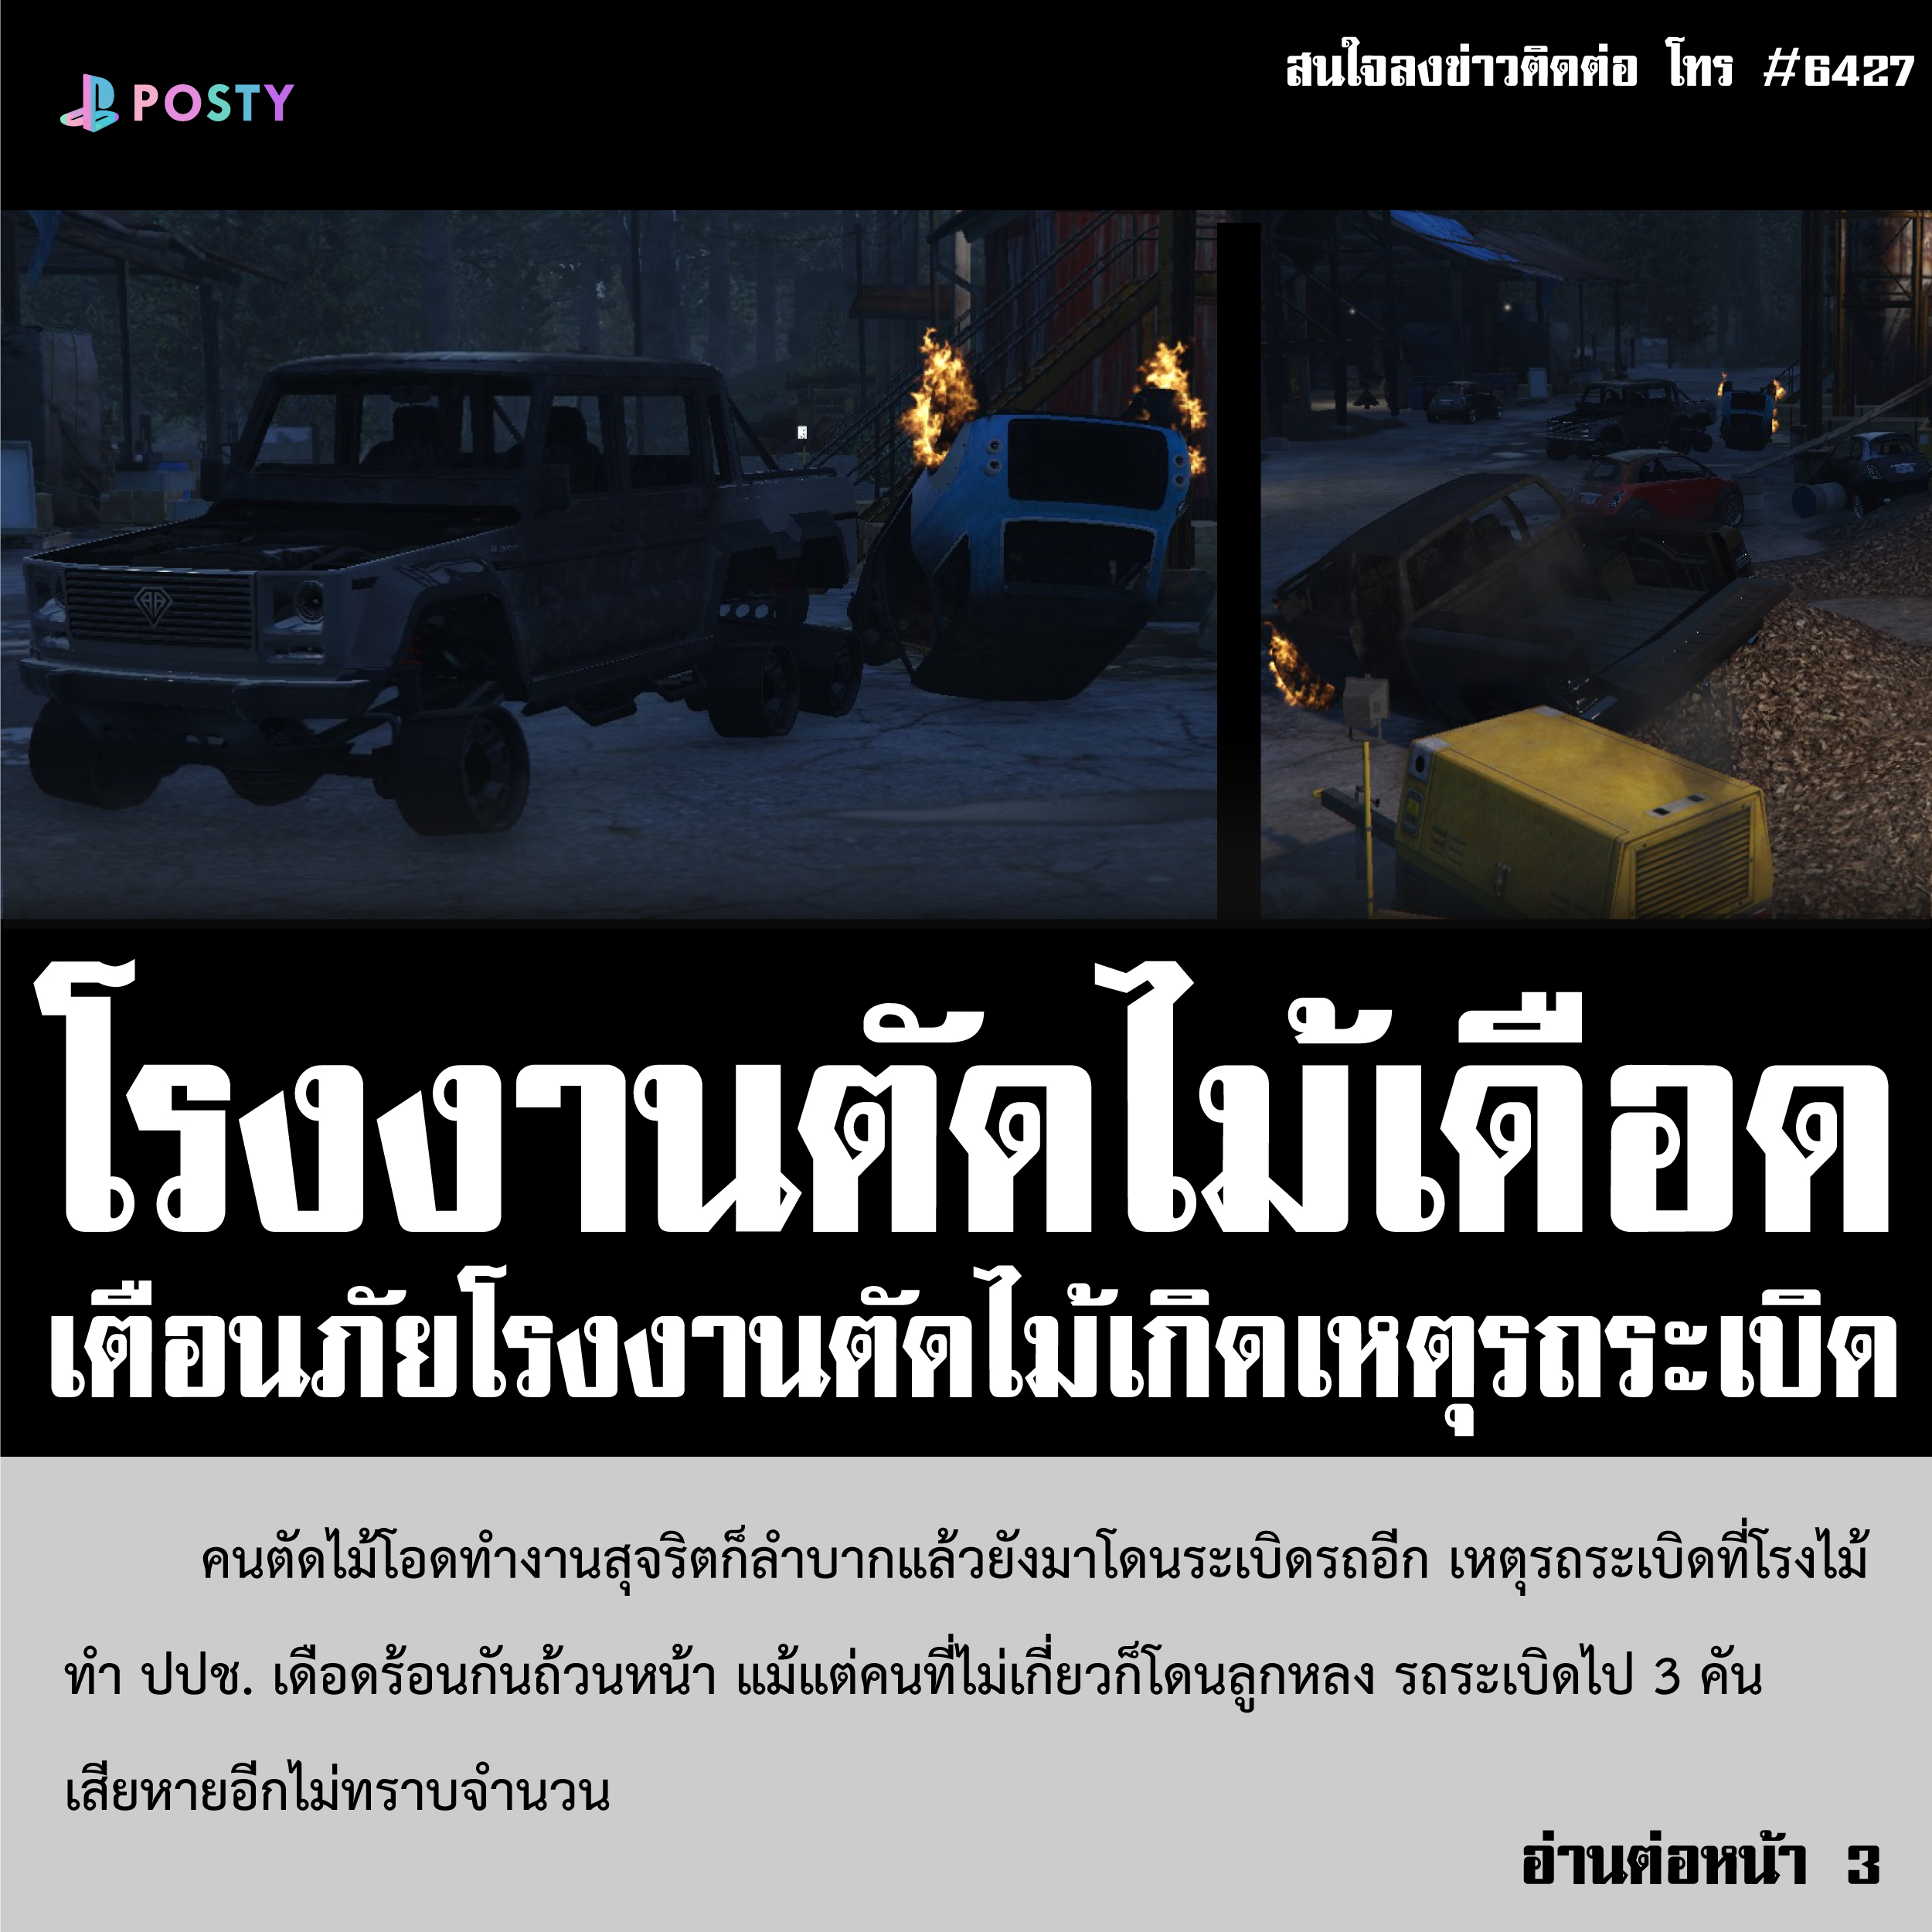 POSTY
สนใจลงข่าวติดต่อ โทร #6427
โรงงานตัดไม้เดือด
เตือนภัยโรงงานตัดไม้เกิดเหตุรถระเบิด
คนตัดไม้โอดทำงานสุจริตก็ลำบากแล้วยังมาโดนระเบิดรถอีก เหตุรถระเบิดที่โรงไม้
ทำ ปปช. เดือดร้อนกันถ้วนหน้า แม้แต่คนที่ไม่เกี่ยวก็โดนลูกหลง รถระเบิดไป 3 คัน
เสียหายอีกไม่ทราบจำนวน
อ่านต่อหน้า 3